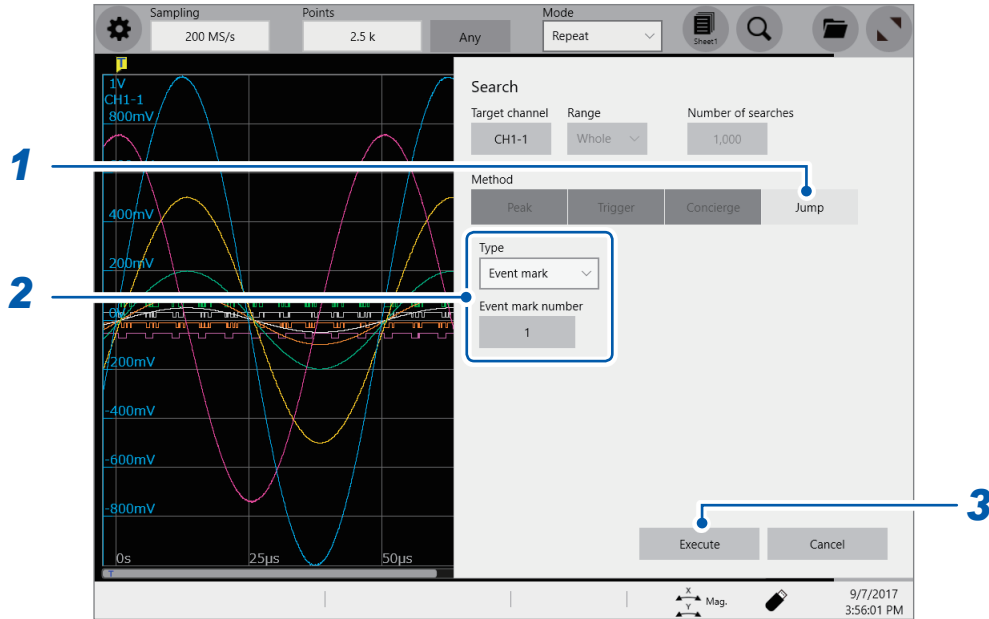 Sampling Points Mode
200 MS/s 2.5 k Any Repeat Sheet1
T
1V
CH1-1
800mV
400mV
200mV
0V
-200mV
-400mV
-600mV
-800mV
0s 25µs 50µs
T
Search
Target channel Range Number of searches
CH1-1 Whole 1,000
Method
Peak Trigger Concierge Jump
Type
Event mark
Event mark number
1
Execute Cancel
X
Y
Mag.
9/7/2017
3:56:01 PM
1
2
3